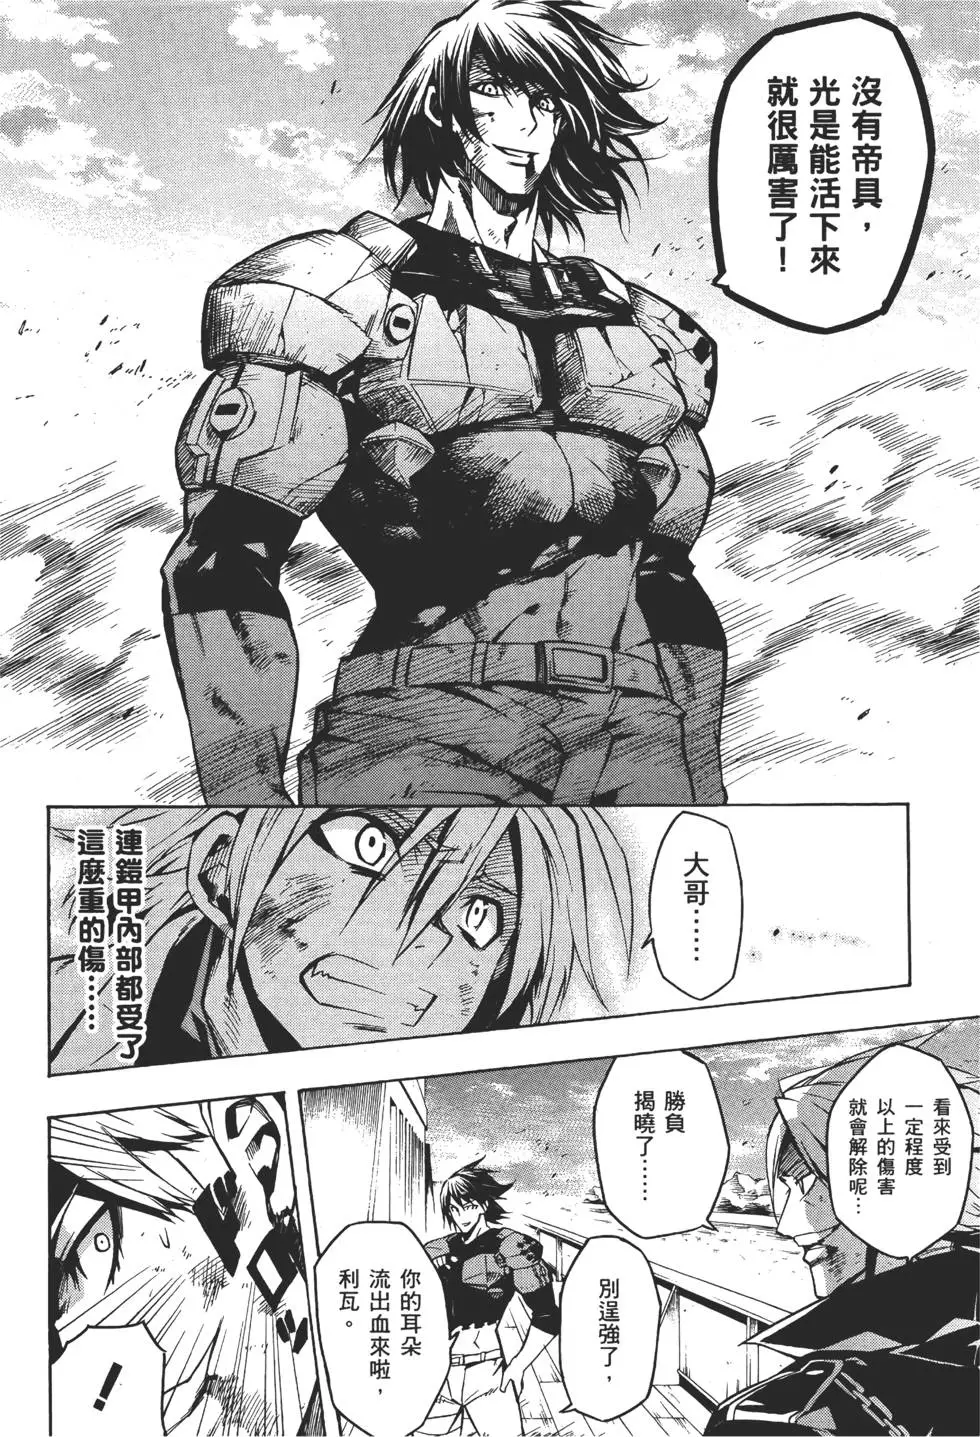 沒有帝具，
光是能活下來
就很厲害了！
大哥……
連鎧甲內部都受了
這麼重的傷……
看來受到
一定程度
以上的傷害
就會解除呢…
勝負
揭曉了……
別逞強了，
你的耳朵
流出血來啦，
利瓦。
！